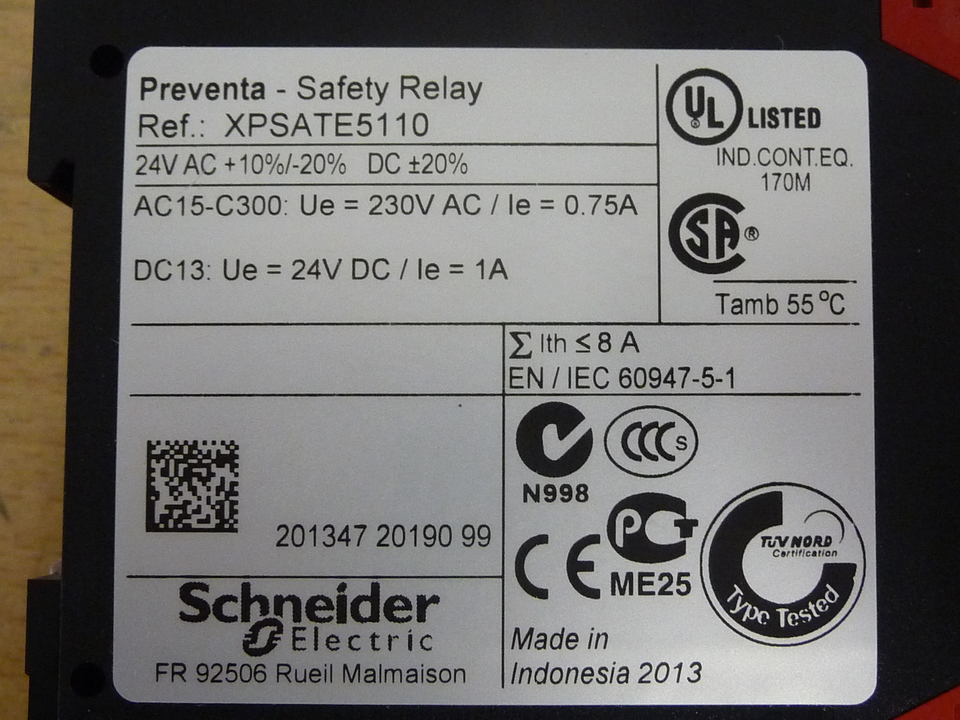 Preventa - Safety Relay
Ref.: XPSATE5110
24V AC +10%/-20% DC ±20%
AC15-C300: Ue = 230V AC / Ie = 0.75A
DC13: Ue = 24V DC / Ie = 1A
UL LISTED
IND.CONT.EQ.
170M
SA ®
Tamb 55 °C
Σ Ith ≤ 8 A
EN / IEC 60947-5-1
CCC S
N998
201347 20190 99
CE
PCT
ME25
TÜV NORD
Certification
Type Tested
Schneider
Electric
FR 92506 Rueil Malmaison
Made in
Indonesia 2013